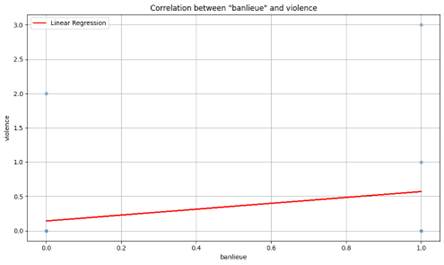 Correlation between "banlieue" and violence
Linear Regression
3.0
2.5
2.0
1.5
1.0
0.5
0.0
violence
0.0 0.2 0.4 0.6 0.8 1.0
banlieue